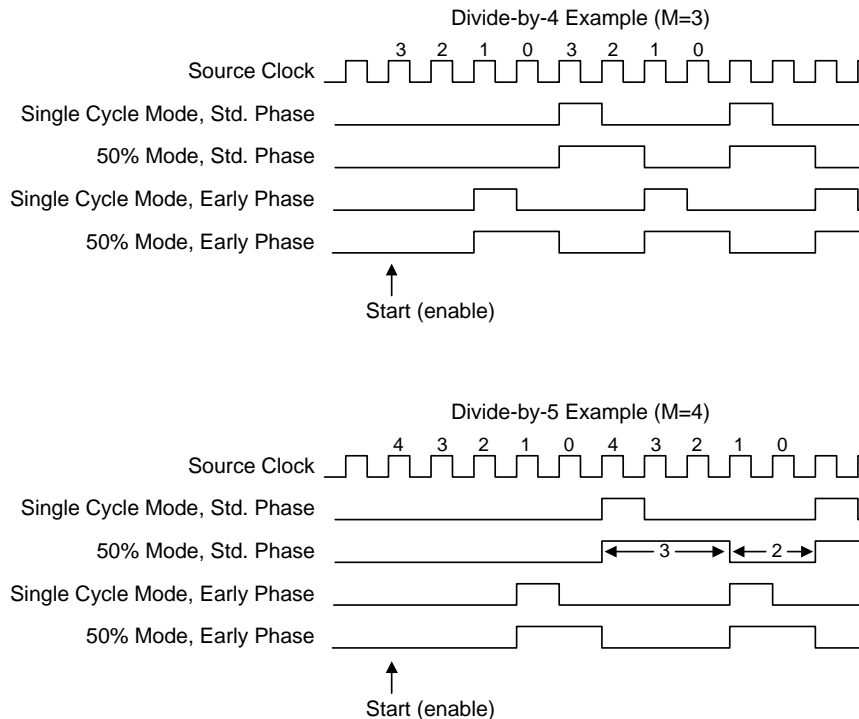 Divide-by-4 Example (M=3)
3 2 1 0 3 2 1 0
Source Clock
Single Cycle Mode, Std. Phase
50% Mode, Std. Phase
Single Cycle Mode, Early Phase
50% Mode, Early Phase
Start (enable)
Divide-by-5 Example (M=4)
4 3 2 1 0 4 3 2 1 0
Source Clock
Single Cycle Mode, Std. Phase
50% Mode, Std. Phase
3 2
Single Cycle Mode, Early Phase
50% Mode, Early Phase
Start (enable)